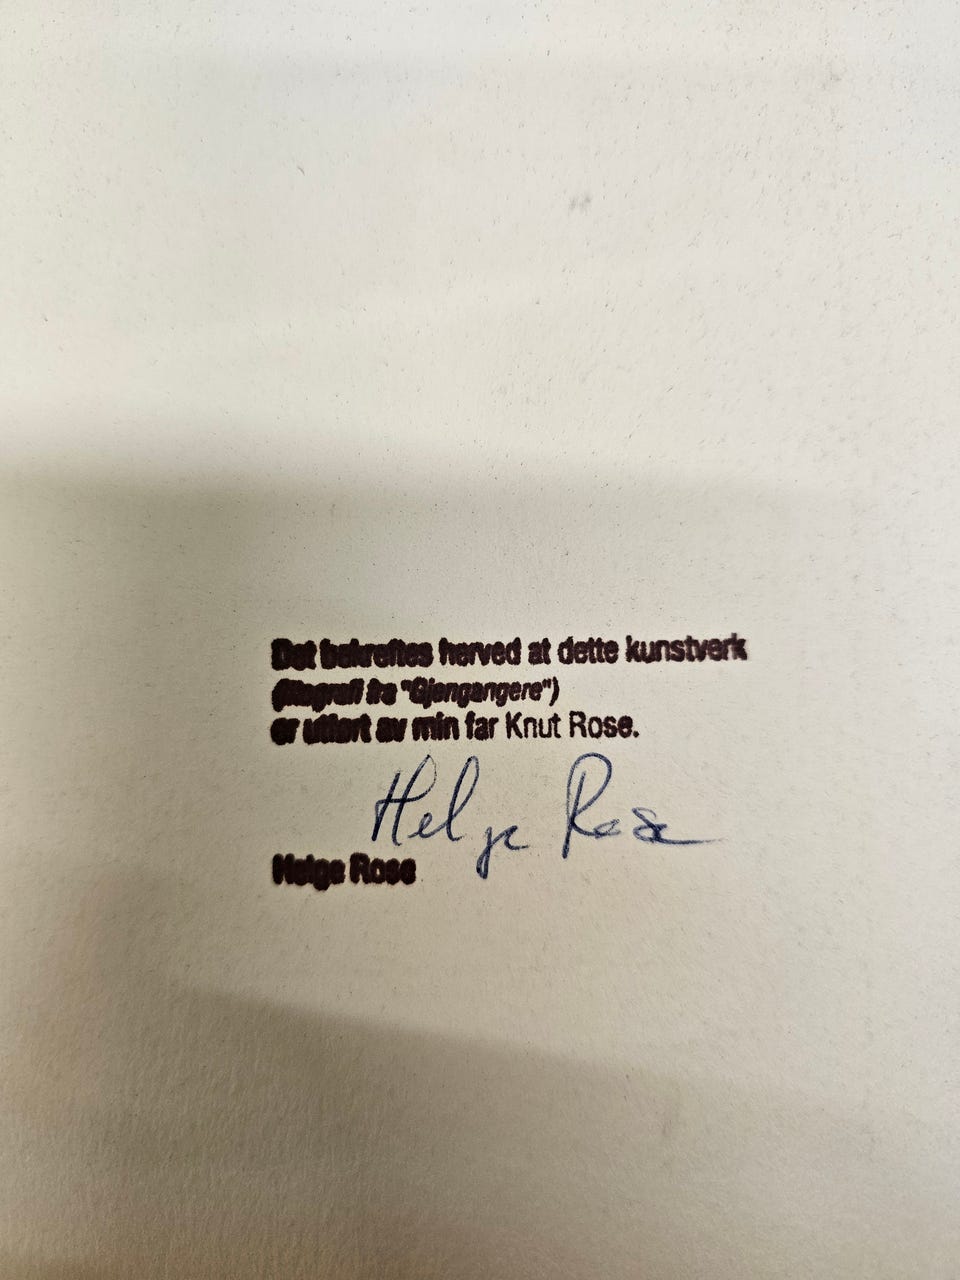 Det bekreftes herved at dette kunstverk
(litografi fra "Gjengangere")
er utført av min far Knut Rose.
Helge Rose
Helge Rose